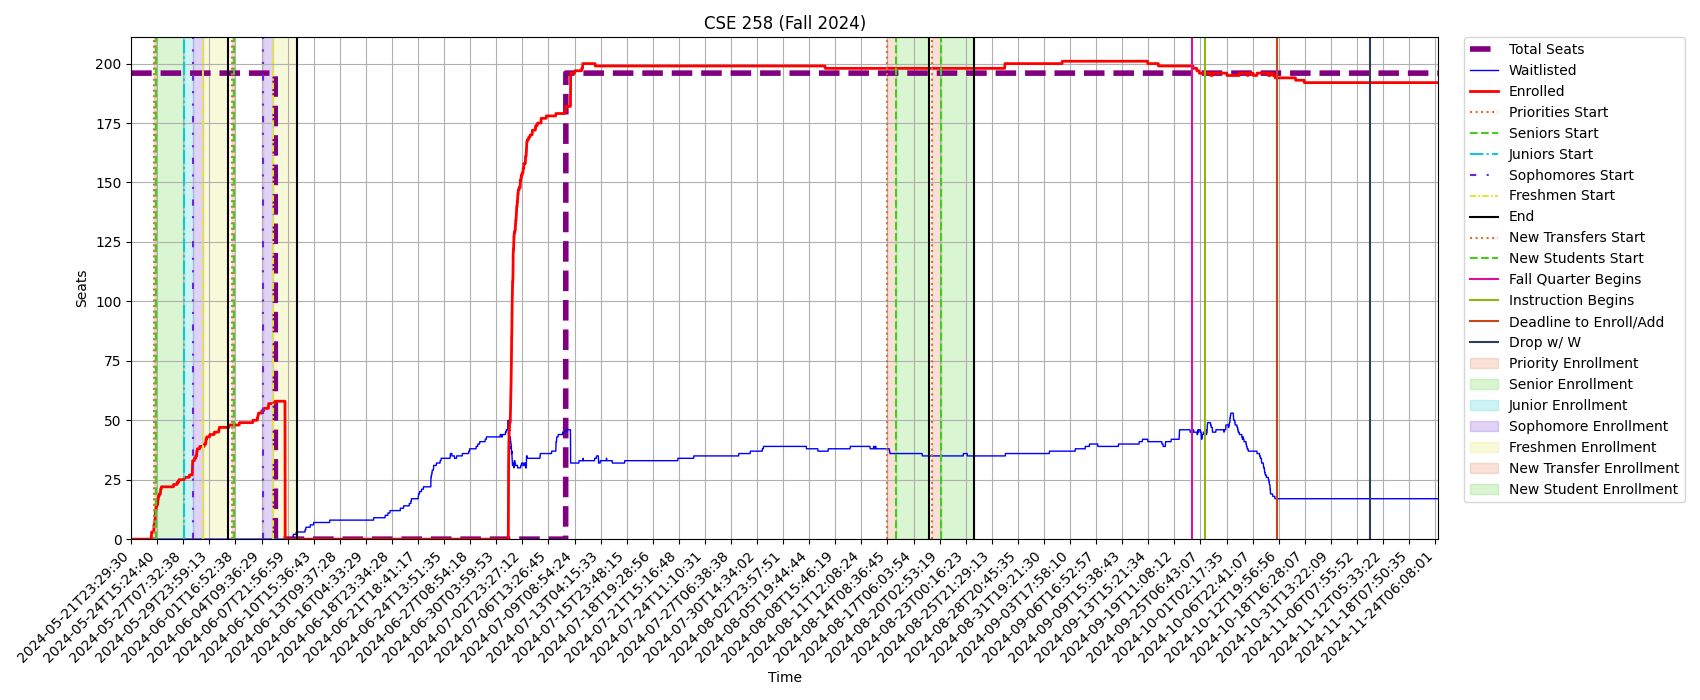 CSE 258 (Fall 2024)
Seats
200
175
150
125
100
75
50
25
0
2024-05-21T23:29:30
2024-05-24T15:24:40
2024-05-27T07:32:38
2024-05-29T23:59:13
2024-06-01T16:52:38
2024-06-04T09:36:29
2024-06-07T21:56:59
2024-06-10T15:36:43
2024-06-13T09:37:28
2024-06-16T04:33:29
2024-06-18T23:34:28
2024-06-21T18:41:17
2024-06-24T13:51:35
2024-06-27T08:54:18
2024-06-30T03:59:53
2024-07-02T23:27:12
2024-07-06T13:26:45
2024-07-09T08:54:24
2024-07-13T04:15:33
2024-07-15T23:48:15
2024-07-18T19:28:56
2024-07-21T15:16:48
2024-07-24T11:10:31
2024-07-27T06:38:38
2024-07-30T14:34:02
2024-08-02T23:57:51
2024-08-05T19:44:44
2024-08-08T15:46:19
2024-08-11T12:08:24
2024-08-14T08:36:45
2024-08-17T06:03:54
2024-08-20T02:53:19
2024-08-23T00:16:23
2024-08-25T21:29:13
2024-08-28T20:45:35
2024-08-31T19:21:30
2024-09-03T17:58:10
2024-09-06T16:52:57
2024-09-09T15:38:43
2024-09-13T15:21:34
2024-09-19T11:08:12
2024-09-25T06:43:07
2024-10-01T02:17:35
2024-10-06T22:41:07
2024-10-12T19:56:56
2024-10-18T16:28:07
2024-10-31T13:22:09
2024-11-06T07:55:52
2024-11-12T05:33:22
2024-11-18T07:50:35
2024-11-24T06:08:01
Time
Total Seats
Waitlisted
Enrolled
Priorities Start
Seniors Start
Juniors Start
Sophomores Start
Freshmen Start
End
New Transfers Start
New Students Start
Fall Quarter Begins
Instruction Begins
Deadline to Enroll/Add
Drop w/ W
Priority Enrollment
Senior Enrollment
Junior Enrollment
Sophomore Enrollment
Freshmen Enrollment
New Transfer Enrollment
New Student Enrollment